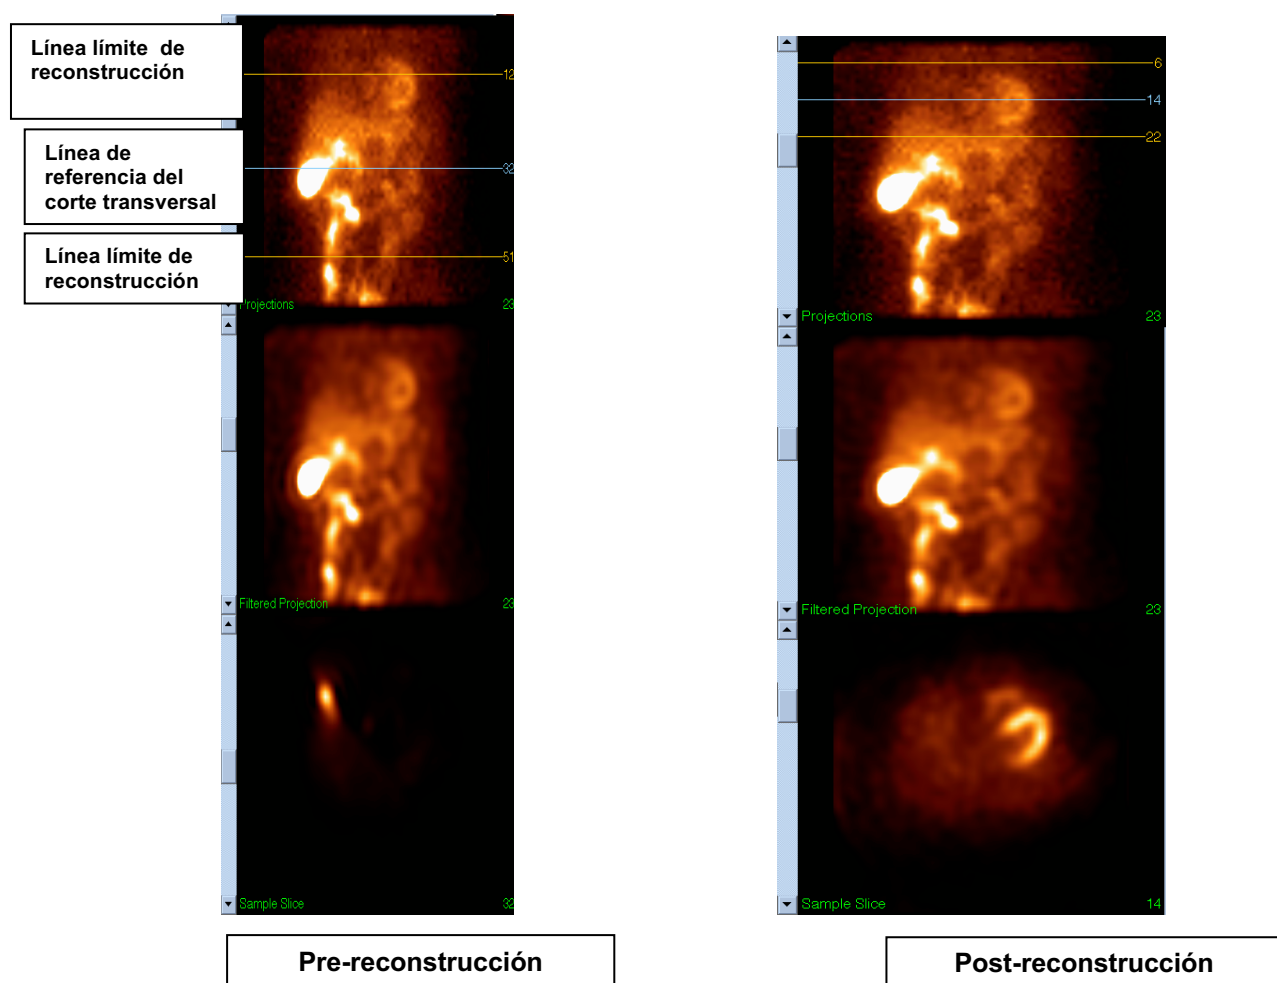 Línea límite de
reconstrucción
12
Línea de
referencia del
corte transversal
32
Línea límite de
reconstrucción
51
Projections 23
Filtered Projection 23
Sample Slice 32
Pre-reconstrucción
6
14
22
Projections 23
Filtered Projection 23
Sample Slice 14
Post-reconstrucción